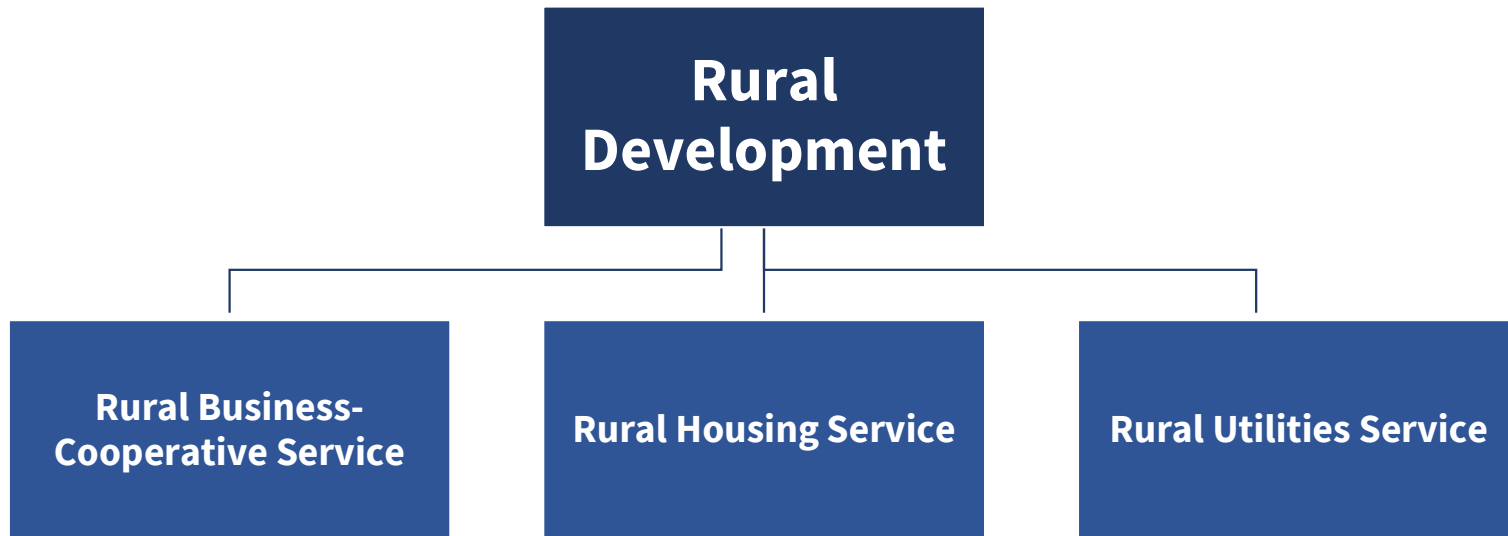 Rural
Development
Rural Business-
Cooperative Service
Rural Housing Service
Rural Utilities Service